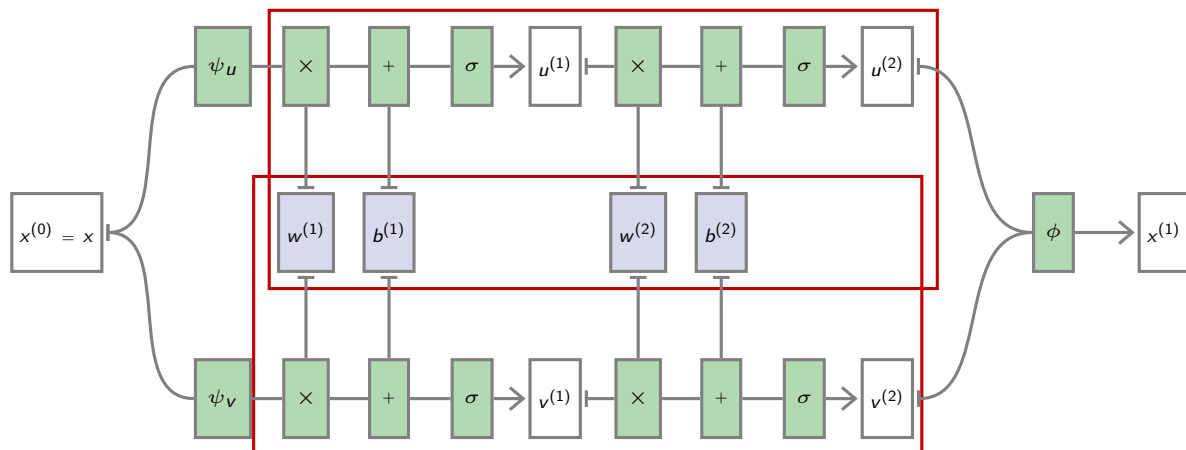 ψu × + σ u(1) × + σ u(2)
x(0) = x w(1) b(1) w(2) b(2) ϕ x(1)
ψv × + σ v(1) × + σ v(2)